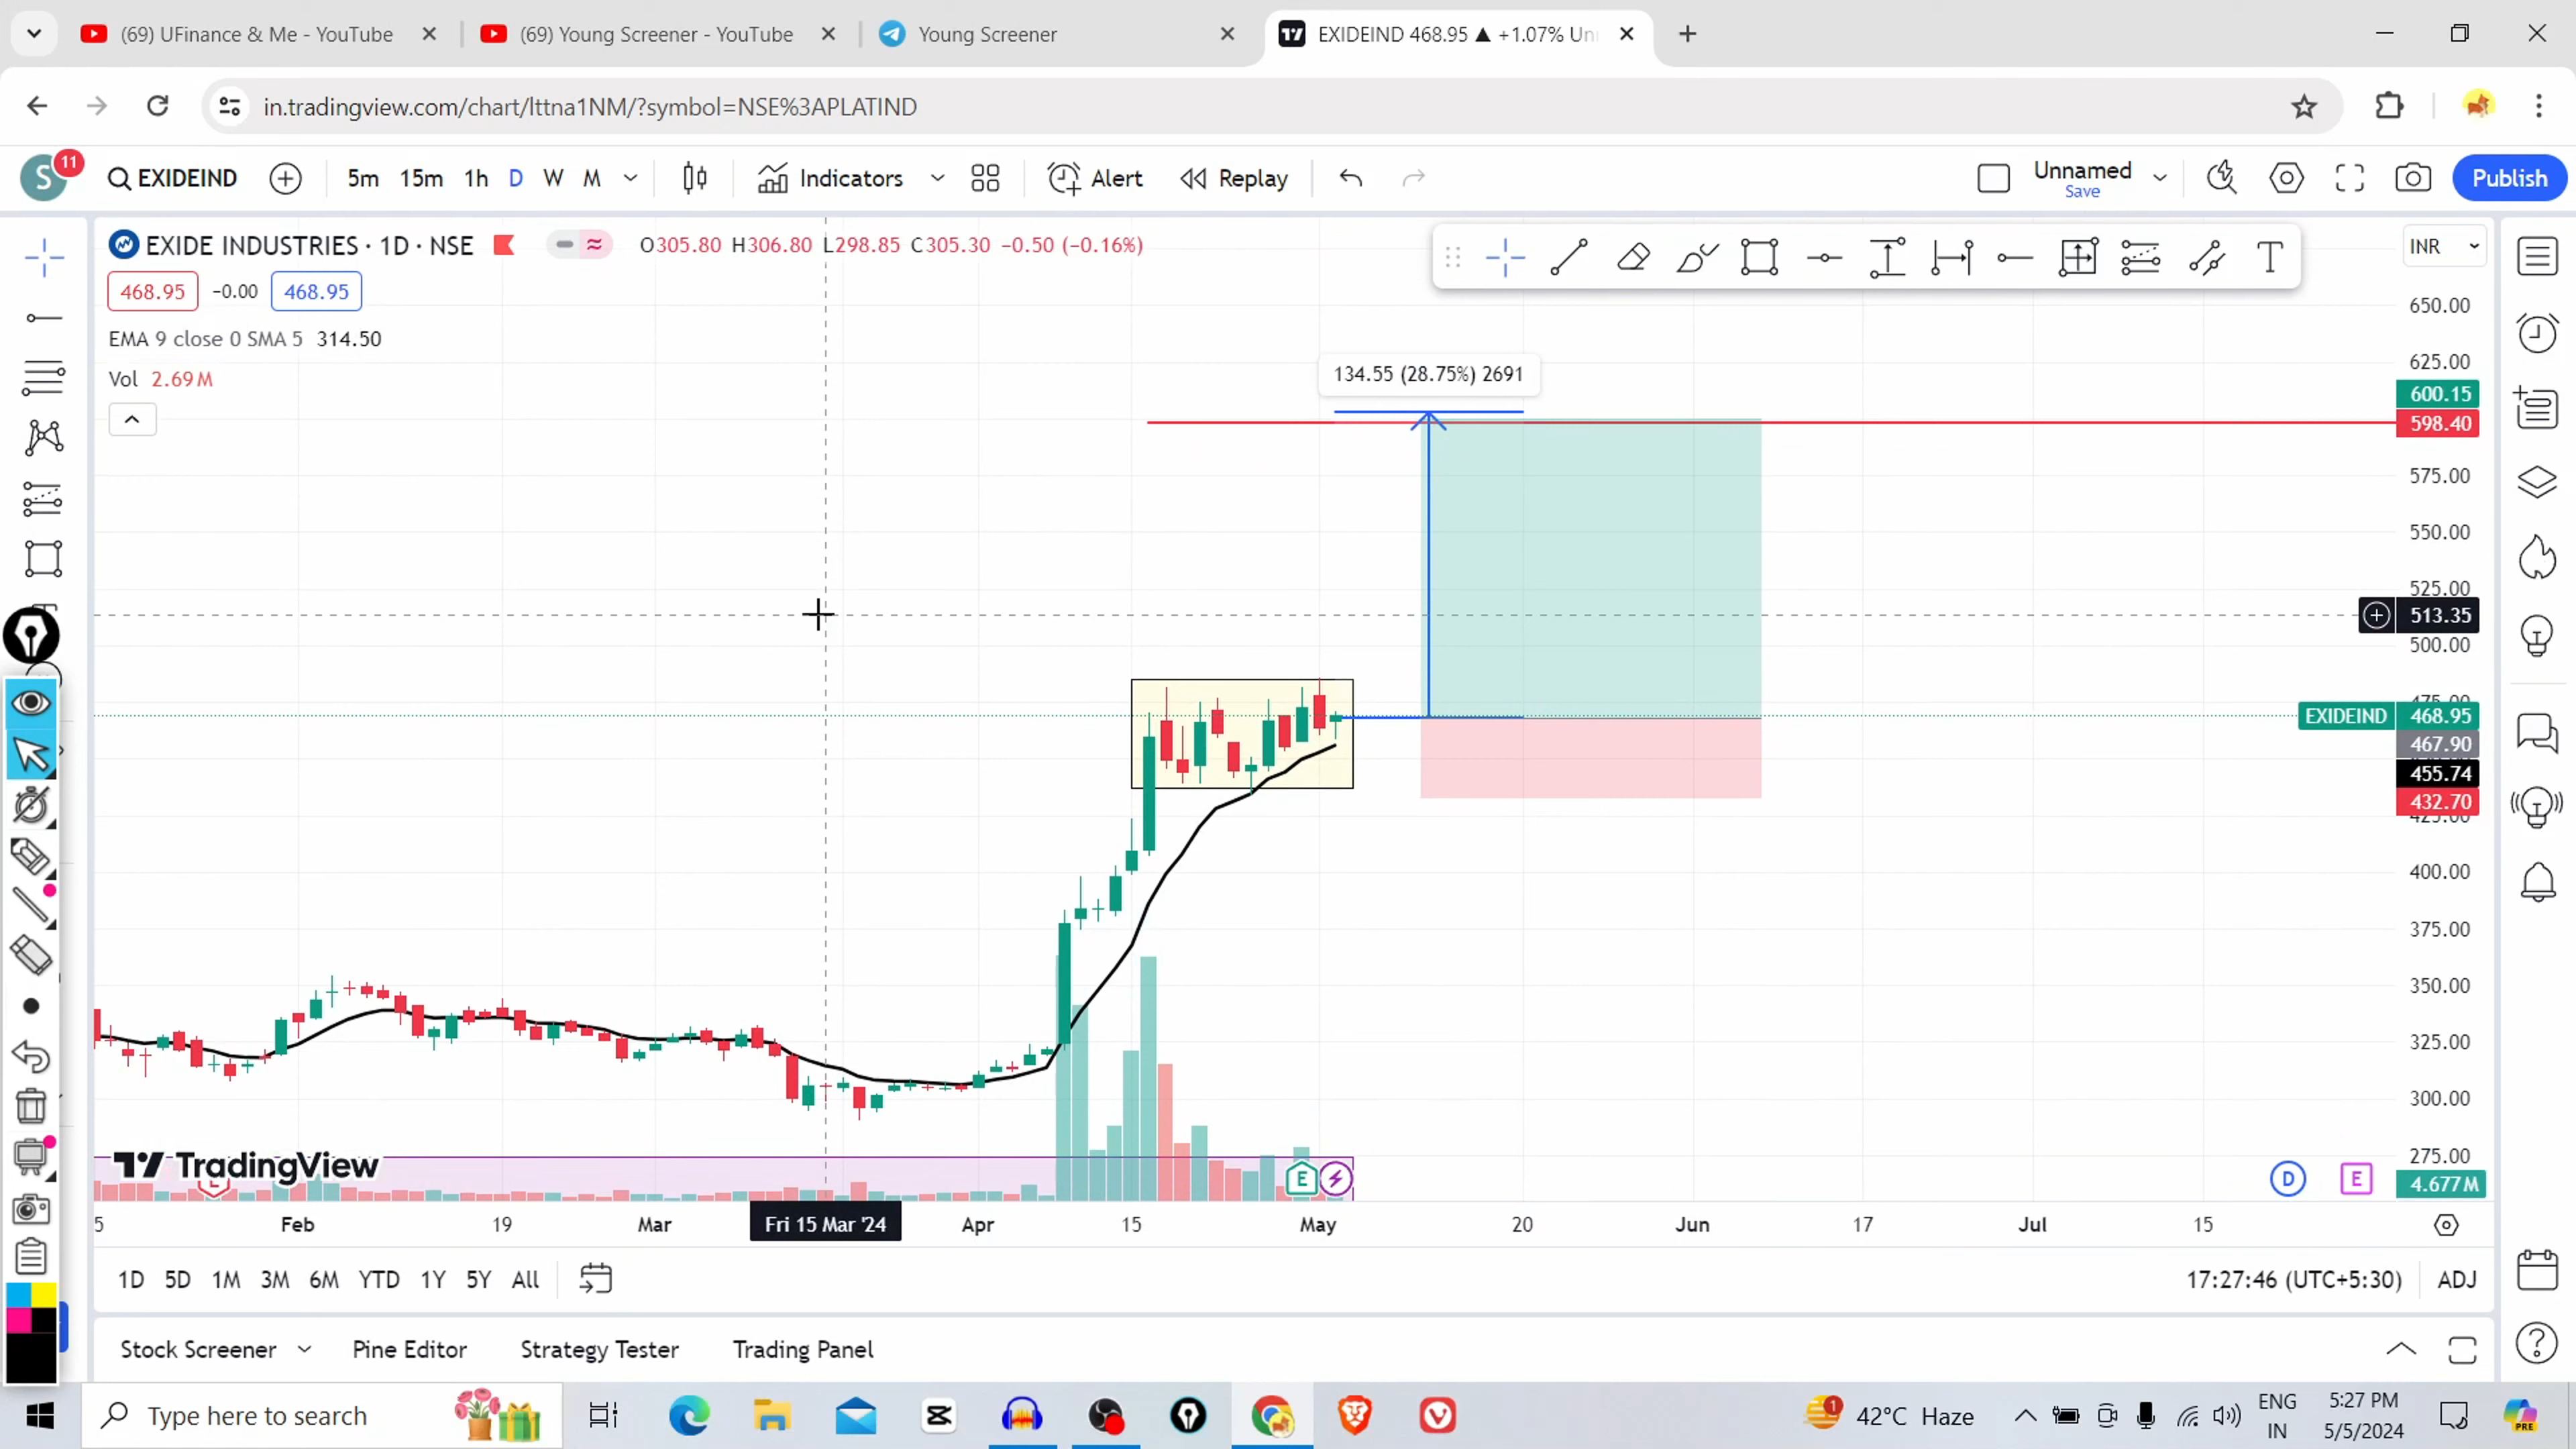 (69) UFinance & Me - YouTube
(69) Young Screener - YouTube
Young Screener
EXIDEIND 468.95 ▲ +1.07% Un
in.tradingview.com/chart/lttna1NM/?symbol=NSE%3APLATIND
S 11 EXIDEIND 5m 15m 1h D W M Indicators Alert Replay Unnamed Save Publish
EXIDE INDUSTRIES · 1D · NSE O305.80 H306.80 L298.85 C305.30 −0.50 (−0.16%) INR
468.95 −0.00 468.95
EMA 9 close 0 SMA 5 314.50
Vol 2.69 M
134.55 (28.75%) 2691
T
650.00
625.00
600.15
598.40
575.00
550.00
525.00
513.35
500.00
475.00
EXIDEIND 468.95
467.90
455.74
432.70
425.00
400.00
375.00
350.00
325.00
300.00
275.00
4.677 M
TradingView
E D E
5 Feb 19 Mar Fri 15 Mar '24 Apr 15 May 20 Jun 17 Jul 15
1D 5D 1M 3M 6M YTD 1Y 5Y All 17:27:46 (UTC+5:30) ADJ
Stock Screener Pine Editor Strategy Tester Trading Panel
Type here to search 1 42°C Haze ENG IN 5:27 PM 5/5/2024 PRE